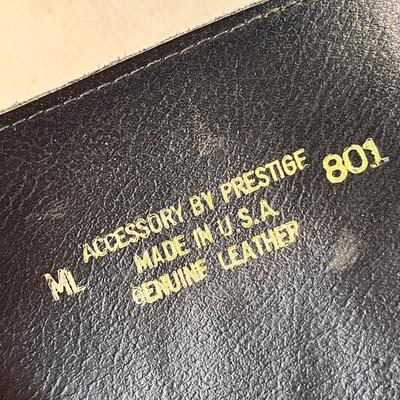 ACCESSORY BY PRESTIGE
MADE IN U.S.A.
GENUINE LEATHER
ML
801